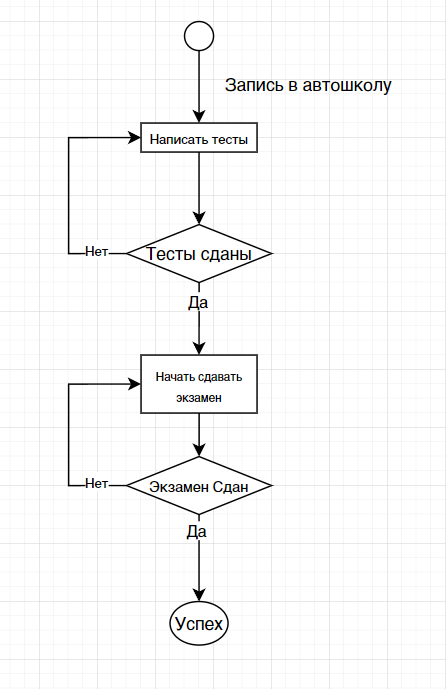 Запись в автошколу
Написать тесты
Нет
Тесты сданы
Да
Начать сдавать
экзамен
Нет
Экзамен Сдан
Да
Успех